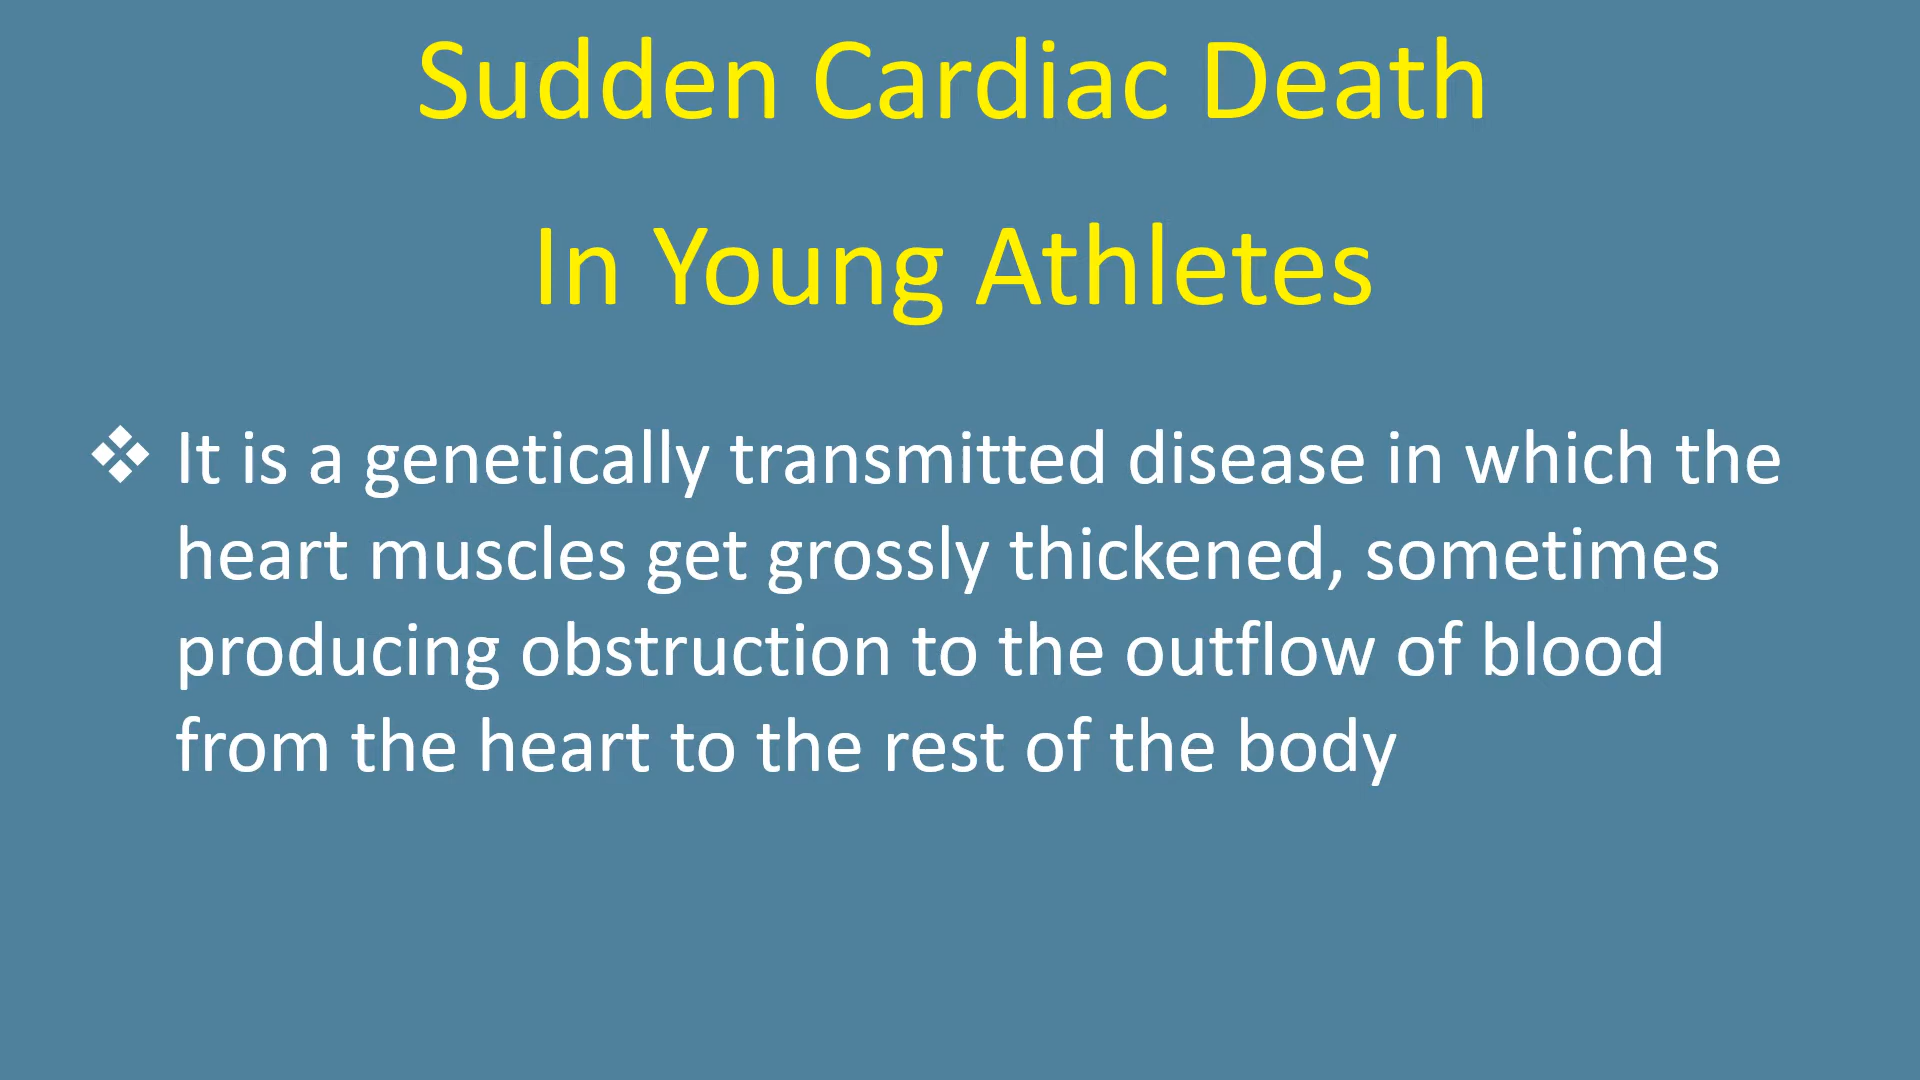 Sudden Cardiac Death
In Young Athletes
❖ It is a genetically transmitted disease in which the
heart muscles get grossly thickened, sometimes
producing obstruction to the outflow of blood
from the heart to the rest of the body